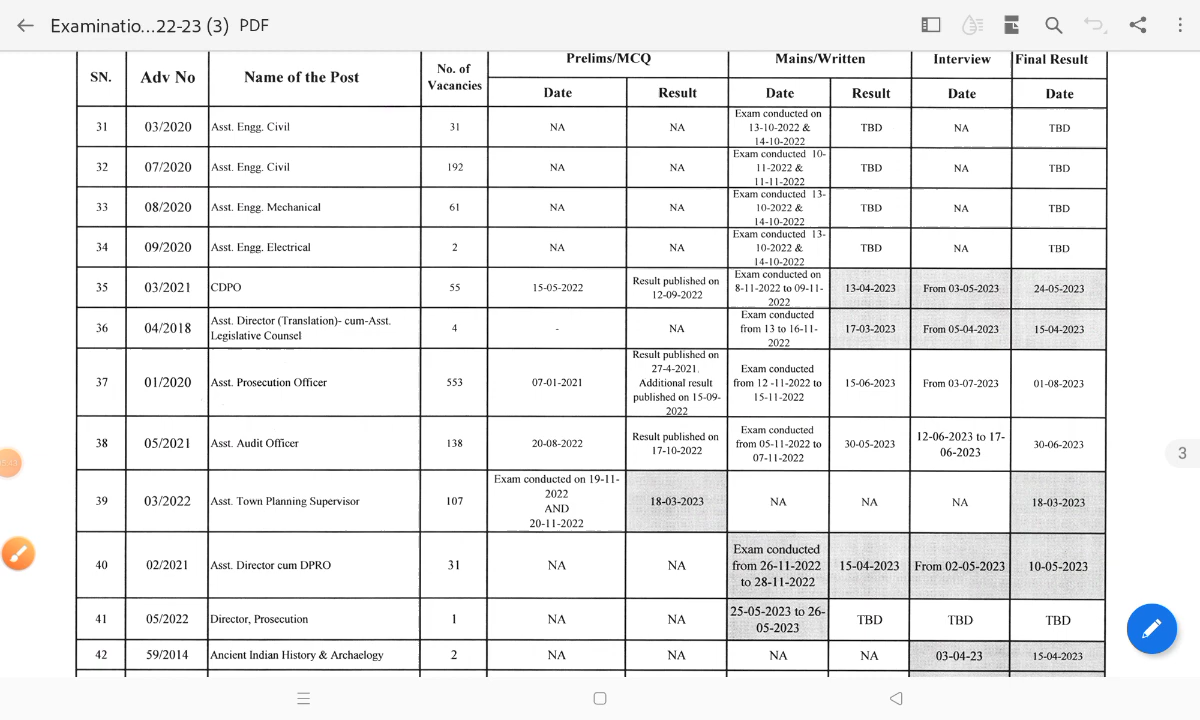 Examinatio...22-23 (3) PDF
SN. Adv No Name of the Post No. of Vacancies Prelims/MCQ Mains/Written Interview Final Result
Date Result Date Result Date Date
31 03/2020 Asst. Engg. Civil 31 NA NA Exam conducted on 13-10-2022 & 14-10-2022 TBD NA TBD
32 07/2020 Asst. Engg. Civil 192 NA NA Exam conducted 10-11-2022 & 11-11-2022 TBD NA TBD
33 08/2020 Asst. Engg. Mechanical 61 NA NA Exam conducted 13-10-2022 & 14-10-2022 TBD NA TBD
34 09/2020 Asst. Engg. Electrical 2 NA NA Exam conducted 13-10-2022 & 14-10-2022 TBD NA TBD
35 03/2021 CDPO 55 15-05-2022 Result published on 12-09-2022 Exam conducted on 8-11-2022 to 09-11-2022 13-04-2023 From 03-05-2023 24-05-2023
36 04/2018 Asst. Director (Translation)- cum-Asst. Legislative Counsel 4 - NA Exam conducted from 13 to 16-11-2022 17-03-2023 From 05-04-2023 15-04-2023
37 01/2020 Asst. Prosecution Officer 553 07-01-2021 Result published on 27-4-2021. Additional result published on 15-09-2022 Exam conducted from 12 -11-2022 to 15-11-2022 15-06-2023 From 03-07-2023 01-08-2023
38 05/2021 Asst. Audit Officer 138 20-08-2022 Result published on 17-10-2022 Exam conducted from 05-11-2022 to 07-11-2022 30-05-2023 12-06-2023 to 17-06-2023 30-06-2023
39 03/2022 Asst. Town Planning Supervisor 107 Exam conducted on 19-11-2022 AND 20-11-2022 18-03-2023 NA NA NA 18-03-2023
40 02/2021 Asst. Director cum DPRO 31 NA NA Exam conducted from 26-11-2022 to 28-11-2022 15-04-2023 From 02-05-2023 10-05-2023
41 05/2022 Director, Prosecution 1 NA NA 25-05-2023 to 26-05-2023 TBD TBD TBD
42 59/2014 Ancient Indian History & Archaelogy 2 NA NA NA NA 03-04-23 15-04-2023
3